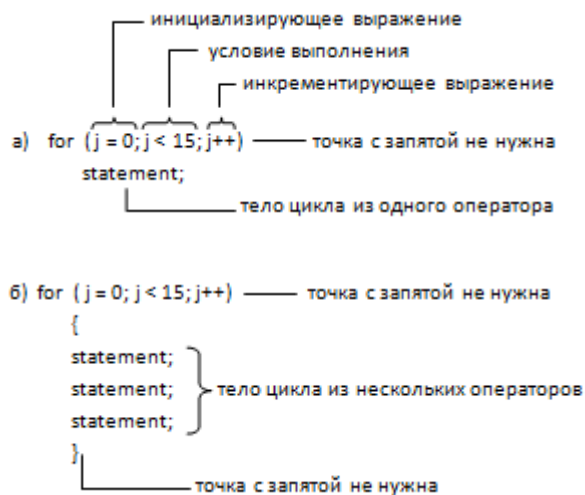 инициализирующее выражение
условие выполнения
инкрементирующее выражение
а) for (j = 0; j < 15; j++) точка с запятой не нужна
statement;
тело цикла из одного оператора
б) for ( j = 0; j < 15; j++) точка с запятой не нужна
{
statement;
statement; тело цикла из нескольких операторов
statement;
}
точка с запятой не нужна